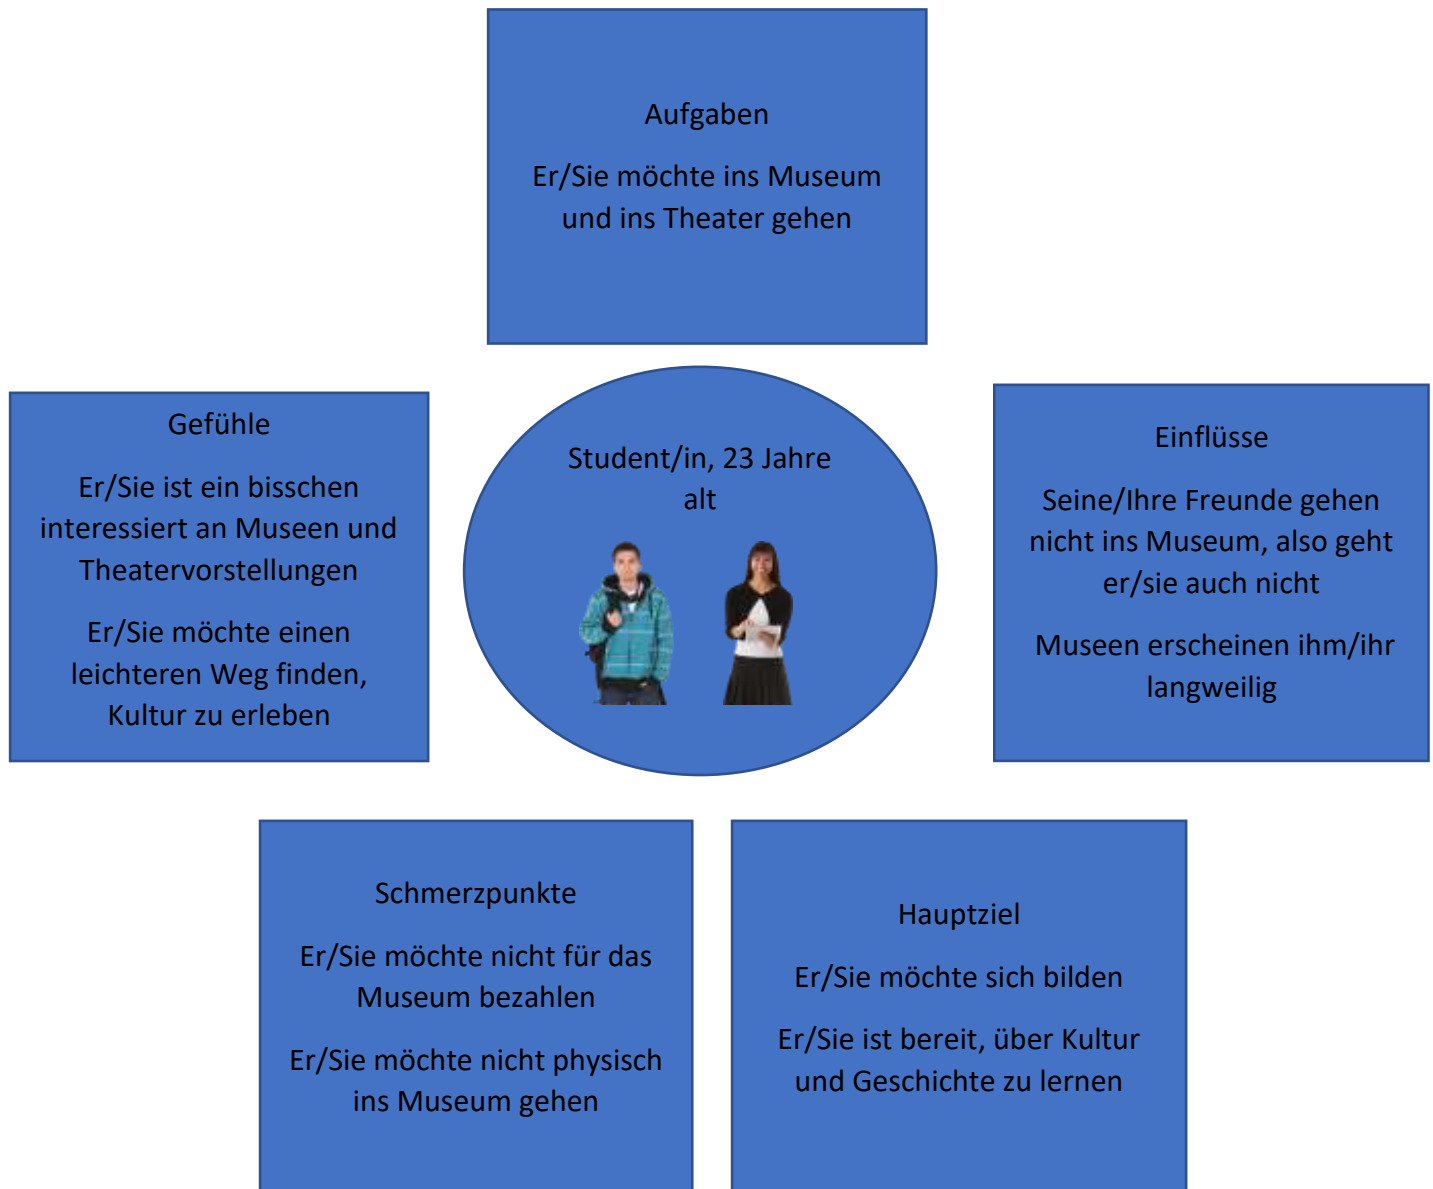 Aufgaben
Er/Sie möchte ins Museum
und ins Theater gehen
Gefühle
Er/Sie ist ein bisschen
interessiert an Museen und
Theatervorstellungen
Er/Sie möchte einen
leichteren Weg finden,
Kultur zu erleben
Student/in, 23 Jahre
alt
Einflüsse
Seine/Ihre Freunde gehen
nicht ins Museum, also geht
er/sie auch nicht
Museen erscheinen ihm/ihr
langweilig
Schmerzpunkte
Er/Sie möchte nicht für das
Museum bezahlen
Er/Sie möchte nicht physisch
ins Museum gehen
Hauptziel
Er/Sie möchte sich bilden
Er/Sie ist bereit, über Kultur
und Geschichte zu lernen